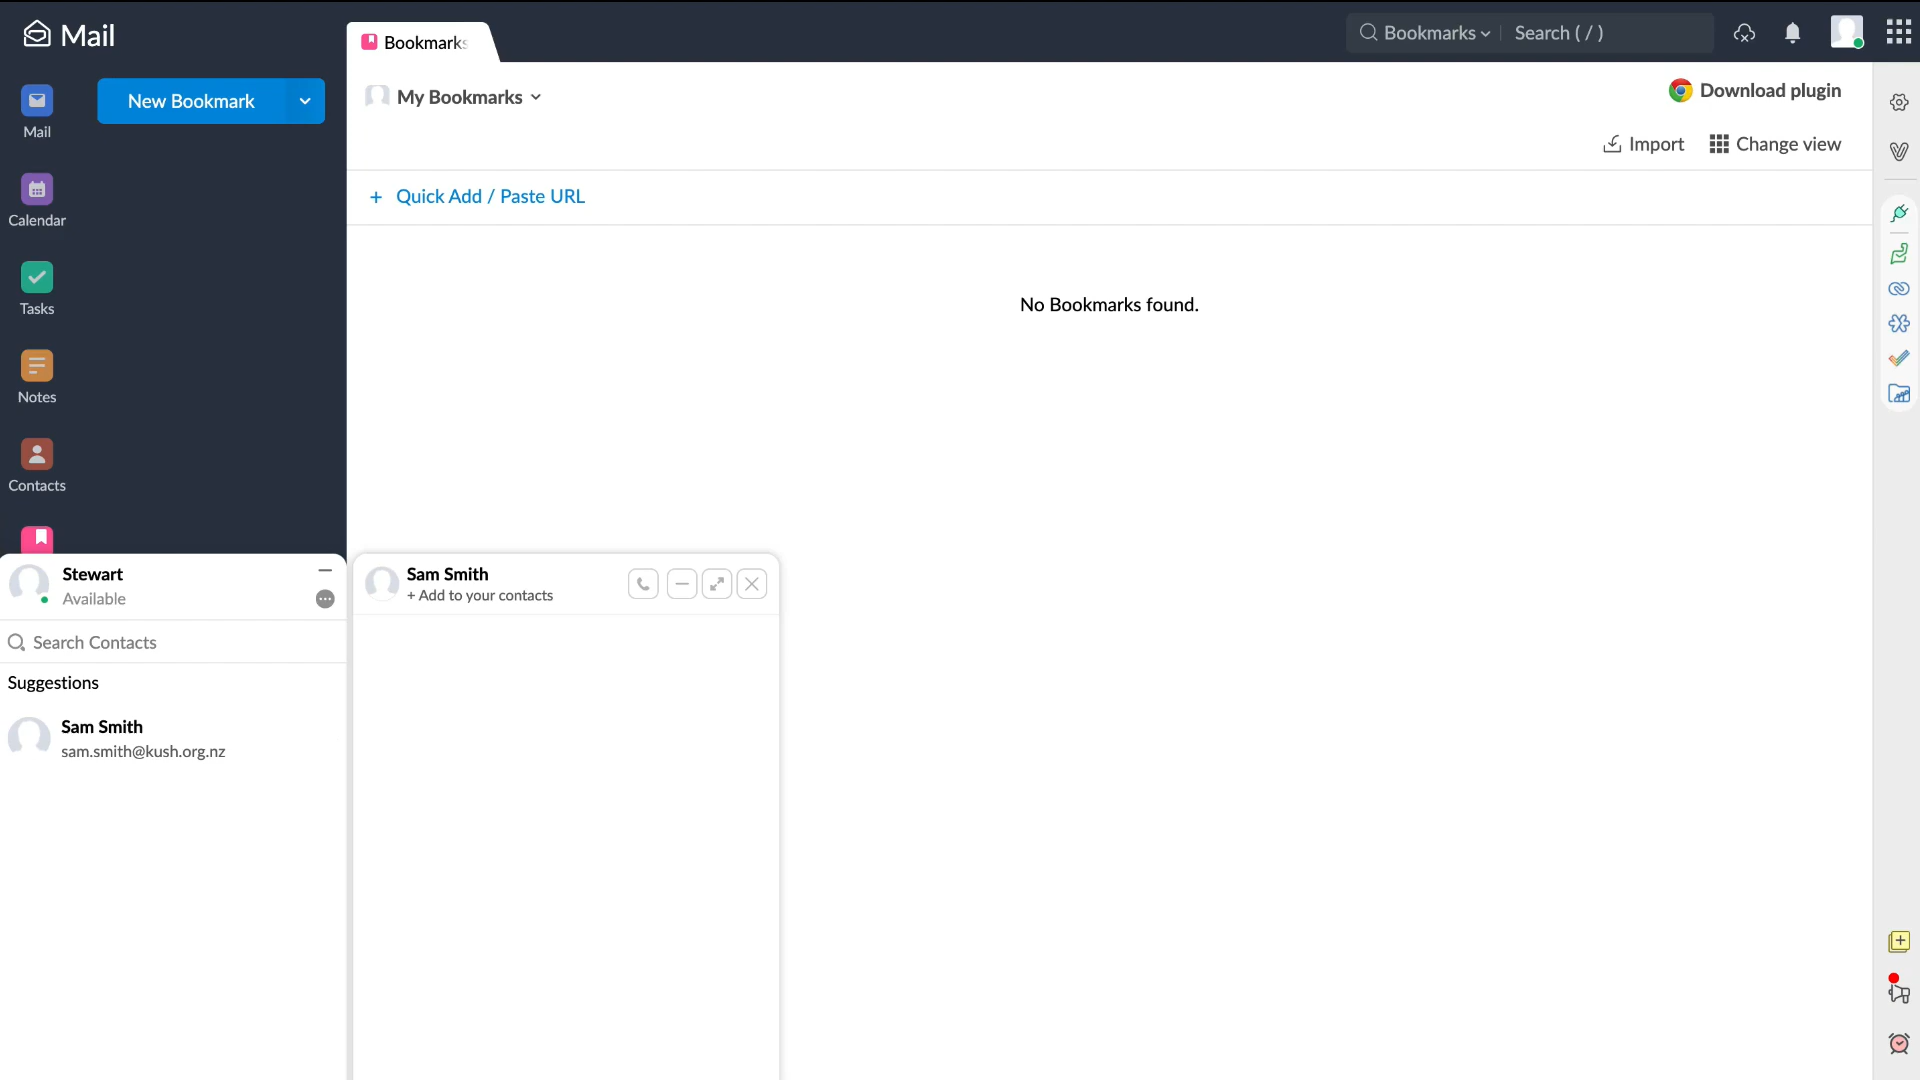 Mail
Bookmarks
Bookmarks
Search ( / )
Mail
Calendar
Tasks
Notes
Contacts
New Bookmark
My Bookmarks
Download plugin
Import
Change view
+ Quick Add / Paste URL
No Bookmarks found.
Stewart
Available
Search Contacts
Suggestions
Sam Smith
sam.smith@kush.org.nz
Sam Smith
+ Add to your contacts